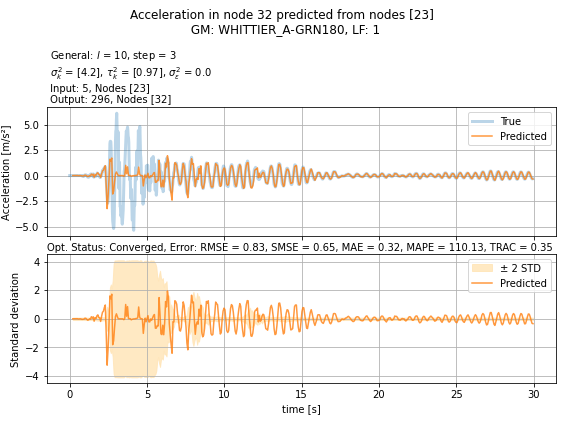 Acceleration in node 32 predicted from nodes [23]
GM: WHITTIER_A-GRN180, LF: 1
General: l = 10, step = 3
σ²ₖ = [4.2], τ²ₖ = [0.97], σ²ε = 0.0
Input: 5, Nodes [23]
Output: 296, Nodes [32]
Acceleration [m/s²]
5.0
2.5
0.0
−2.5
−5.0
True
Predicted
Opt. Status: Converged, Error: RMSE = 0.83, SMSE = 0.65, MAE = 0.32, MAPE = 110.13, TRAC = 0.35
Standard deviation
4
2
0
−2
−4
± 2 STD
Predicted
0 5 10 15 20 25 30
time [s]